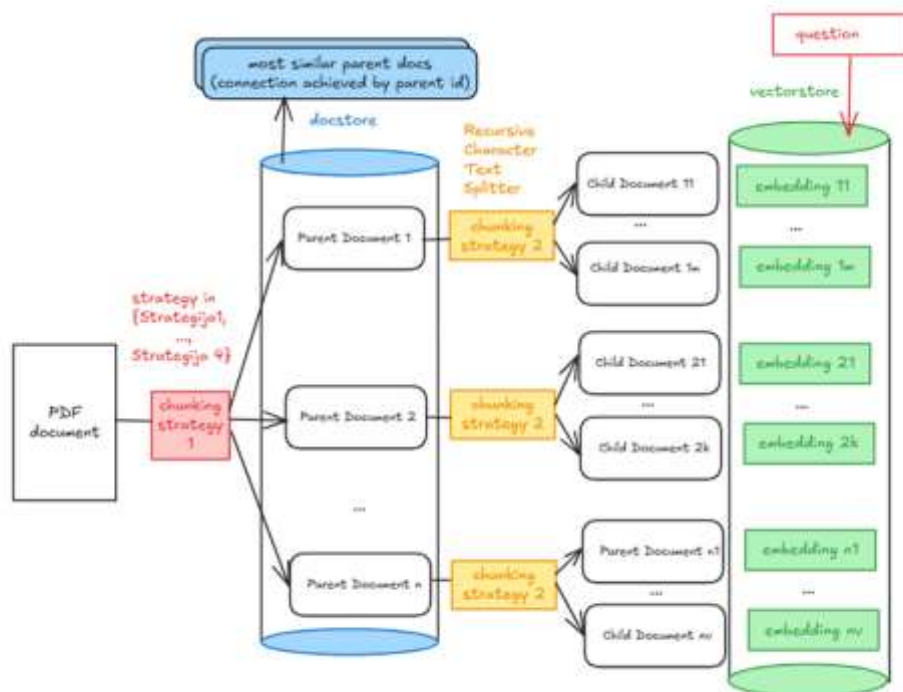 most similar parent docs
(connection achieved by parent id)
question
docstore
vectorstore
Recursive
Character
Text
Splitter
Child Document 11
embedding 11
...
...
Parent Document 1
chunking
strategy 2
Child Document 1m
embedding 1m
strategy in
{Strategija1,
...,
Strategija 4}
Child Document 21
embedding 21
PDF
document
chunking
strategy
1
Parent Document 2
chunking
strategy 2
...
...
Child Document 2k
embedding 2k
...
Parent Document n1
embedding n1
Parent Document n
chunking
strategy 2
...
...
Child Document nv
embedding nv